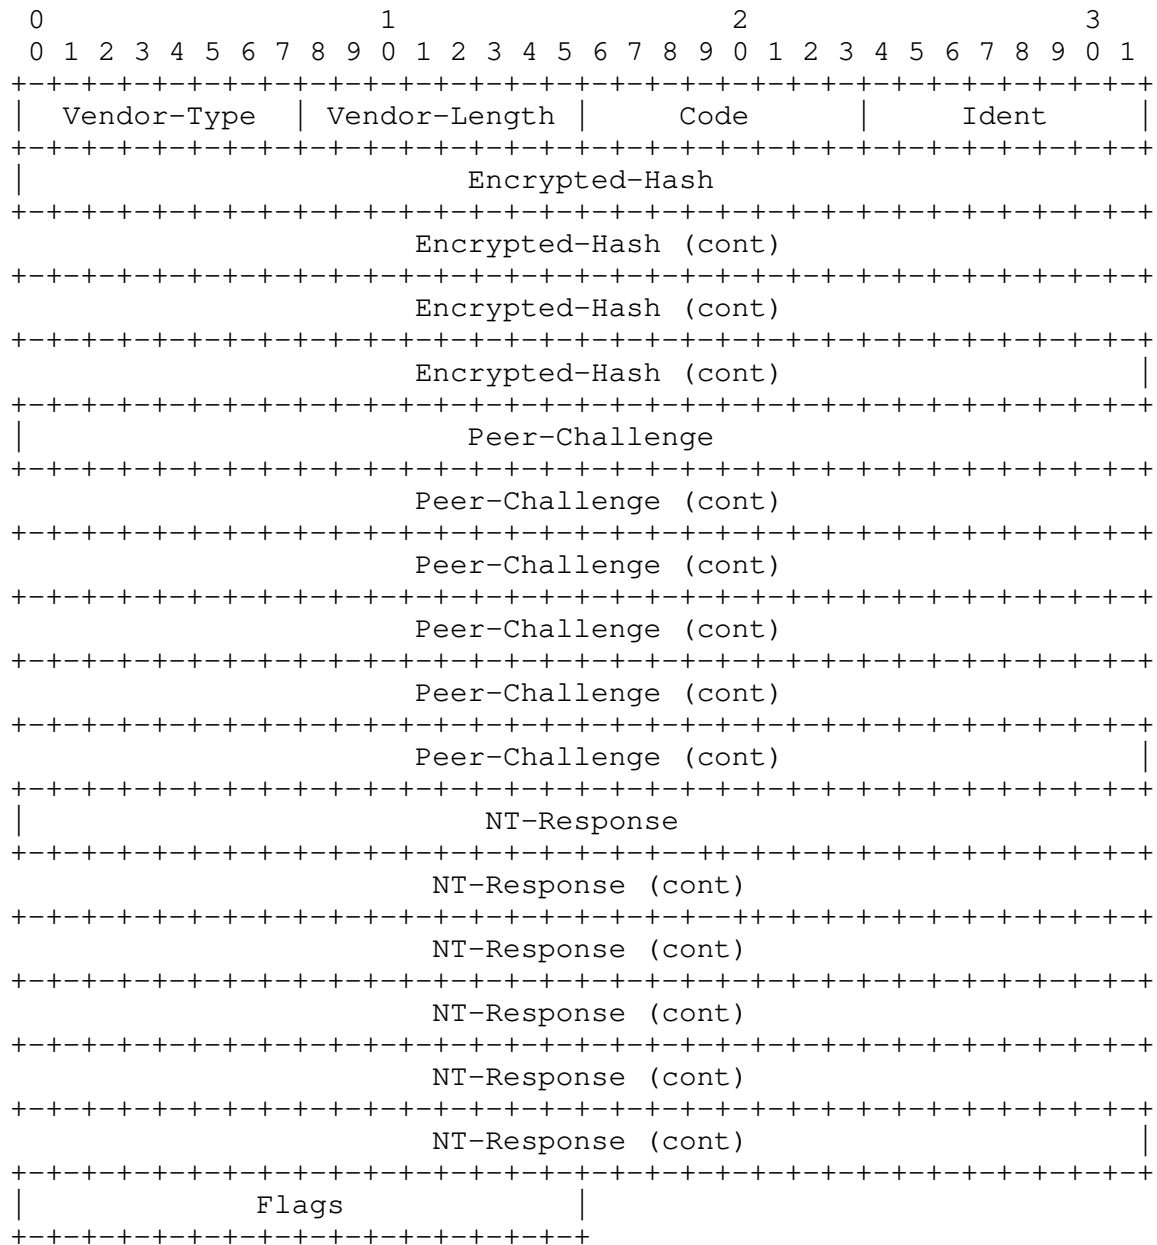 0                   1                   2                   3
 0 1 2 3 4 5 6 7 8 9 0 1 2 3 4 5 6 7 8 9 0 1 2 3 4 5 6 7 8 9 0 1
+-+-+-+-+-+-+-+-+-+-+-+-+-+-+-+-+-+-+-+-+-+-+-+-+-+-+-+-+-+-+-+-+
|  Vendor-Type  | Vendor-Length |     Code      |     Ident     |
+-+-+-+-+-+-+-+-+-+-+-+-+-+-+-+-+-+-+-+-+-+-+-+-+-+-+-+-+-+-+-+-+
|                         Encrypted-Hash
+-+-+-+-+-+-+-+-+-+-+-+-+-+-+-+-+-+-+-+-+-+-+-+-+-+-+-+-+-+-+-+-+
                       Encrypted-Hash (cont)
+-+-+-+-+-+-+-+-+-+-+-+-+-+-+-+-+-+-+-+-+-+-+-+-+-+-+-+-+-+-+-+-+
                       Encrypted-Hash (cont)
+-+-+-+-+-+-+-+-+-+-+-+-+-+-+-+-+-+-+-+-+-+-+-+-+-+-+-+-+-+-+-+-+
                       Encrypted-Hash (cont)                    |
+-+-+-+-+-+-+-+-+-+-+-+-+-+-+-+-+-+-+-+-+-+-+-+-+-+-+-+-+-+-+-+-+
|                         Peer-Challenge
+-+-+-+-+-+-+-+-+-+-+-+-+-+-+-+-+-+-+-+-+-+-+-+-+-+-+-+-+-+-+-+-+
                       Peer-Challenge (cont)
+-+-+-+-+-+-+-+-+-+-+-+-+-+-+-+-+-+-+-+-+-+-+-+-+-+-+-+-+-+-+-+-+
                       Peer-Challenge (cont)
+-+-+-+-+-+-+-+-+-+-+-+-+-+-+-+-+-+-+-+-+-+-+-+-+-+-+-+-+-+-+-+-+
                       Peer-Challenge (cont)
+-+-+-+-+-+-+-+-+-+-+-+-+-+-+-+-+-+-+-+-+-+-+-+-+-+-+-+-+-+-+-+-+
                       Peer-Challenge (cont)
+-+-+-+-+-+-+-+-+-+-+-+-+-+-+-+-+-+-+-+-+-+-+-+-+-+-+-+-+-+-+-+-+
                       Peer-Challenge (cont)                    |
+-+-+-+-+-+-+-+-+-+-+-+-+-+-+-+-+-+-+-+-+-+-+-+-+-+-+-+-+-+-+-+-+
|                          NT-Response
+-+-+-+-+-+-+-+-+-+-+-+-+-+-+-+-+-+-+--++-+-+-+-+-+-+-+-+-+-+-+-+
                        NT-Response (cont)
+-+-+-+-+-+-+-+-+-+-+-+-+-+-+-+-+-+-+-+--++-+-+-+-+-+-+-+-+-+-+-+
                        NT-Response (cont)
+-+-+-+-+-+-+-+-+-+-+-+-+-+-+-+-+-+-+-+-+-+-+-+-+-+-+-+-+-+-+-+-+
                        NT-Response (cont)
+-+-+-+-+-+-+-+-+-+-+-+-+-+-+-+-+-+-+-+-+-+-+-+-+-+-+-+-+-+-+-+-+
                        NT-Response (cont)
+-+-+-+-+-+-+-+-+-+-+-+-+-+-+-+-+-+-+-+-+-+-+-+-+-+-+-+-+-+-+-+-+
                        NT-Response (cont)                      |
+-+-+-+-+-+-+-+-+-+-+-+-+-+-+-+-+-+-+-+-+-+-+-+-+-+-+-+-+-+-+-+-+
|             Flags             |
+-+-+-+-+-+-+-+-+-+-+-+-+-+-+-+-+